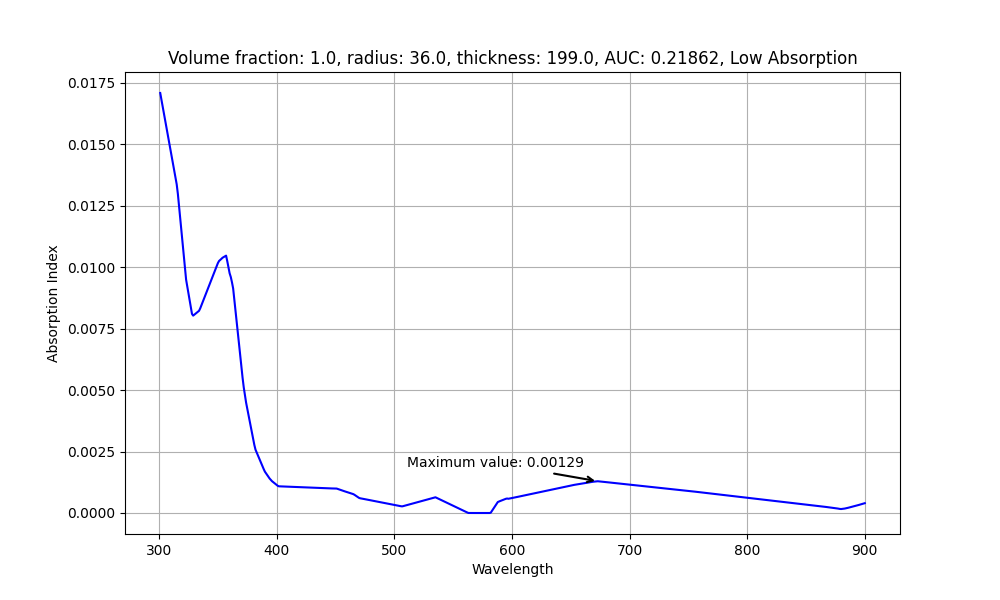 Volume fraction: 1.0, radius: 36.0, thickness: 199.0, AUC: 0.21862, Low Absorption
0.0175
0.0150
0.0125
0.0100
0.0075
0.0050
0.0025
0.0000
Absorption Index
Maximum value: 0.00129
300 400 500 600 700 800 900
Wavelength